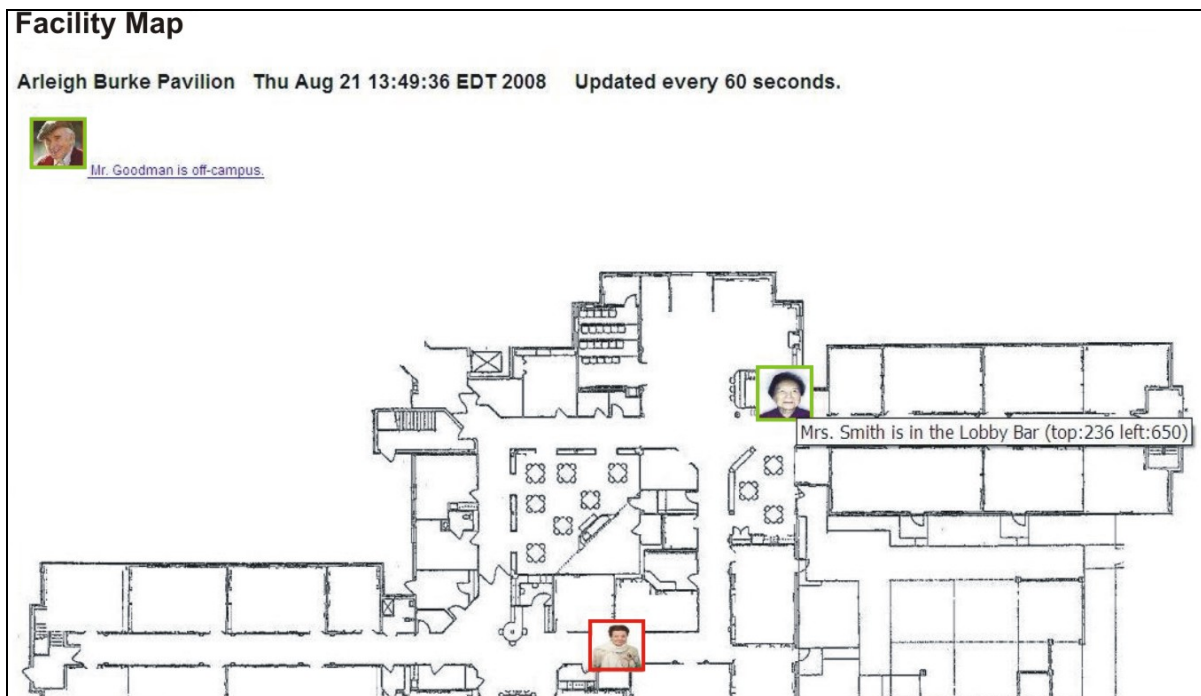 Facility Map
Arleigh Burke Pavilion Thu Aug 21 13:49:36 EDT 2008 Updated every 60 seconds.
Mr. Goodman is off-campus.
Mrs. Smith is in the Lobby Bar (top:236 left:650)